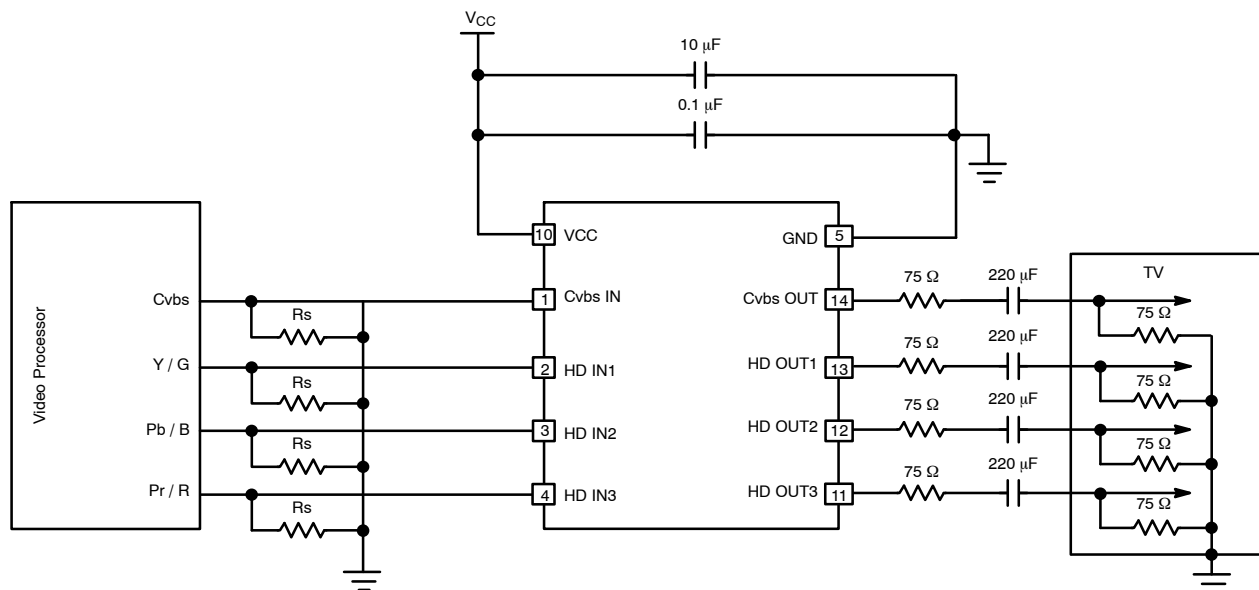 VCC
10 μF
0.1 μF
Video Processor
Cvbs
Y / G
Pb / B
Pr / R
Rs
Rs
Rs
Rs
10 VCC
1 Cvbs IN
2 HD IN1
3 HD IN2
4 HD IN3
GND 5
Cvbs OUT 14
HD OUT1 13
HD OUT2 12
HD OUT3 11
75 Ω 220 μF
75 Ω 220 μF
75 Ω 220 μF
75 Ω 220 μF
TV
75 Ω
75 Ω
75 Ω
75 Ω